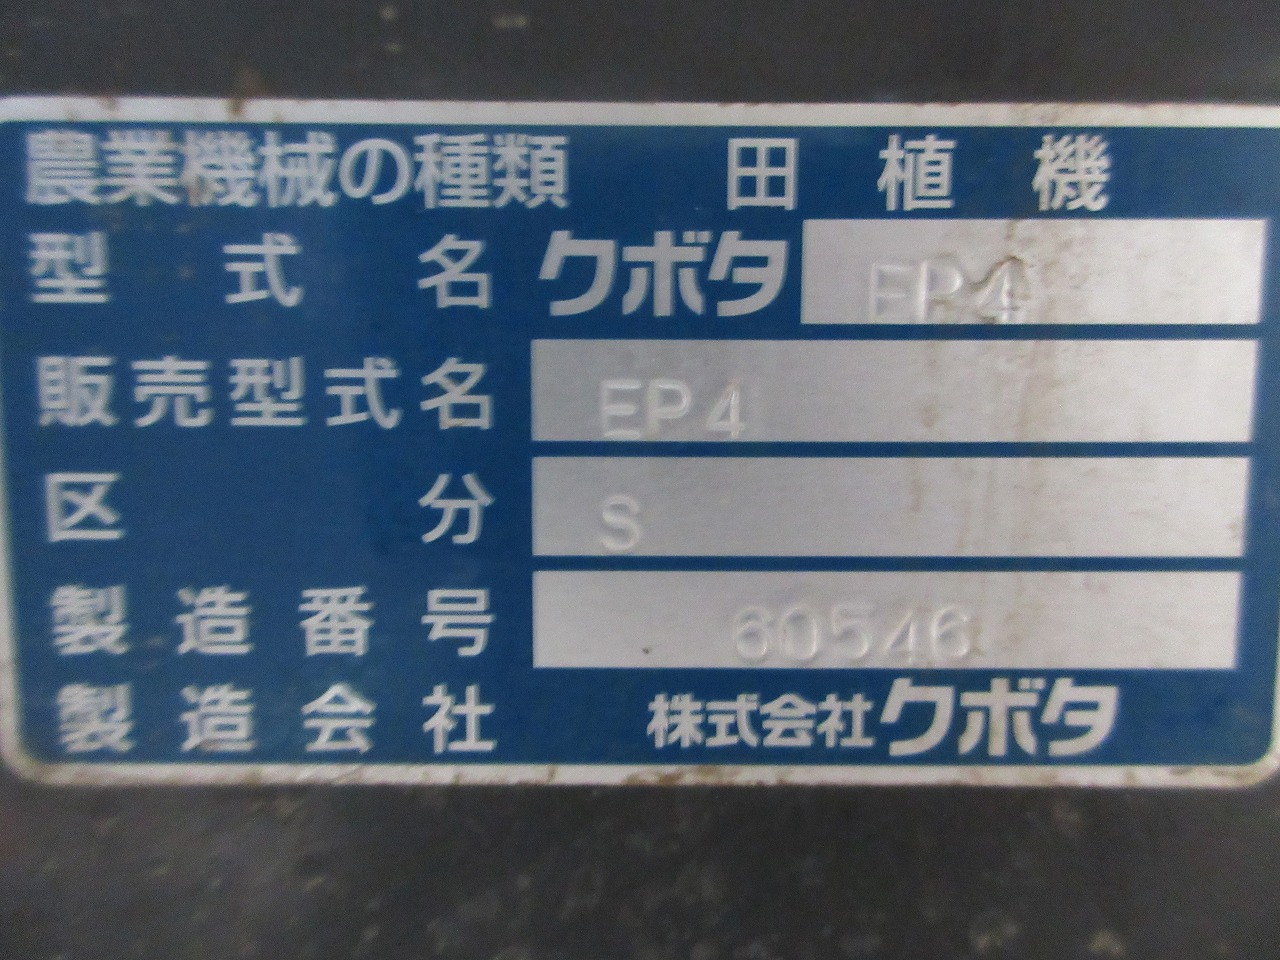 農業機械の種類 田植機
型式名 クボタ EP4
販売型式名 EP4
区分 S
製造番号 60546
製造会社 株式会社クボタ